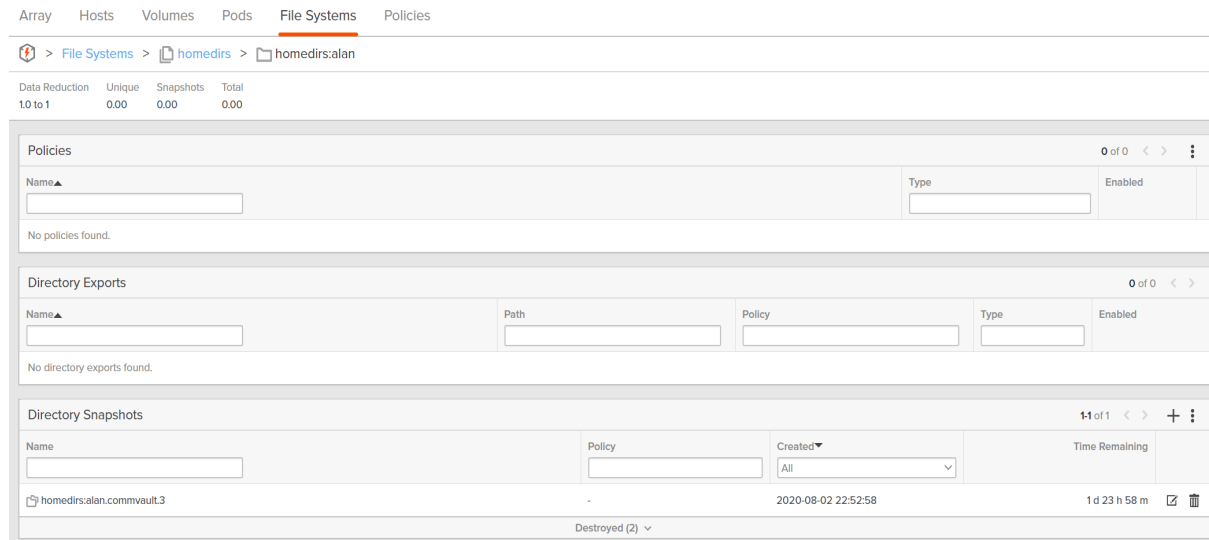 Array Hosts Volumes Pods File Systems Policies
> File Systems > homedirs > homedirs:alan
Data Reduction Unique Snapshots Total
1.0 to 1 0.00 0.00 0.00
Policies 0 of 0 < >
Name Type Enabled
No policies found.
Directory Exports 0 of 0 < >
Name Path Policy Type Enabled
No directory exports found.
Directory Snapshots 1-1 of 1 < > +
Name Policy Created Time Remaining
All
homedirs:alan.commvault.3 - 2020-08-02 22:52:58 1 d 23 h 58 m
Destroyed (2)